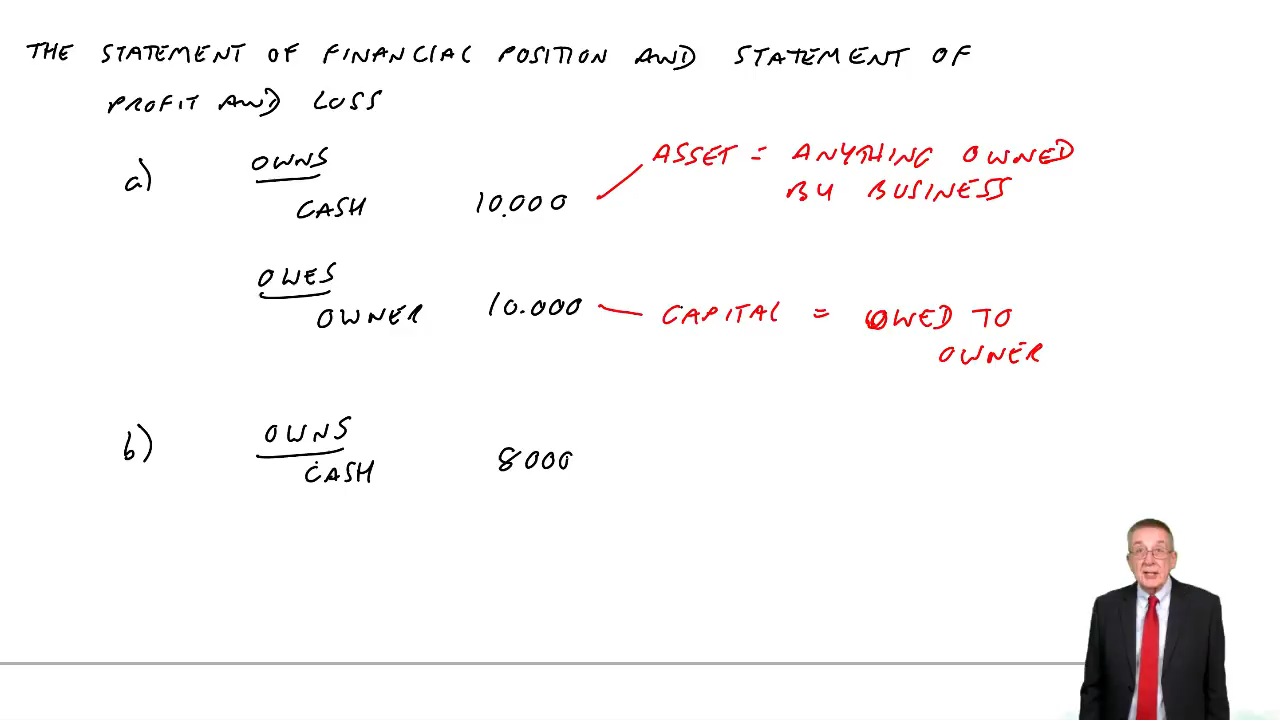 THE STATEMENT OF FINANCIAL POSITION AND STATEMENT OF
PROFIT AND LOSS
a) OWNS
CASH 10.000
ASSET = ANYTHING OWNED
BY BUSINESS
OWES
OWNER 10.000
CAPITAL = OWED TO
OWNER
b) OWNS
CASH 8000